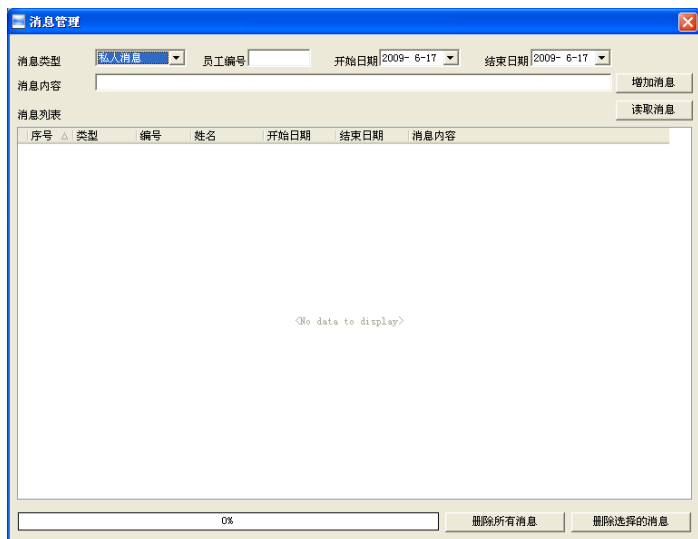 消息管理
消息类型 私人消息 员工编号 开始日期 2009- 6-17 结束日期 2009- 6-17
消息内容 增加消息
消息列表 读取消息
序号 类型 编号 姓名 开始日期 结束日期 消息内容
<No data to display>
0% 删除所有消息 删除选择的消息